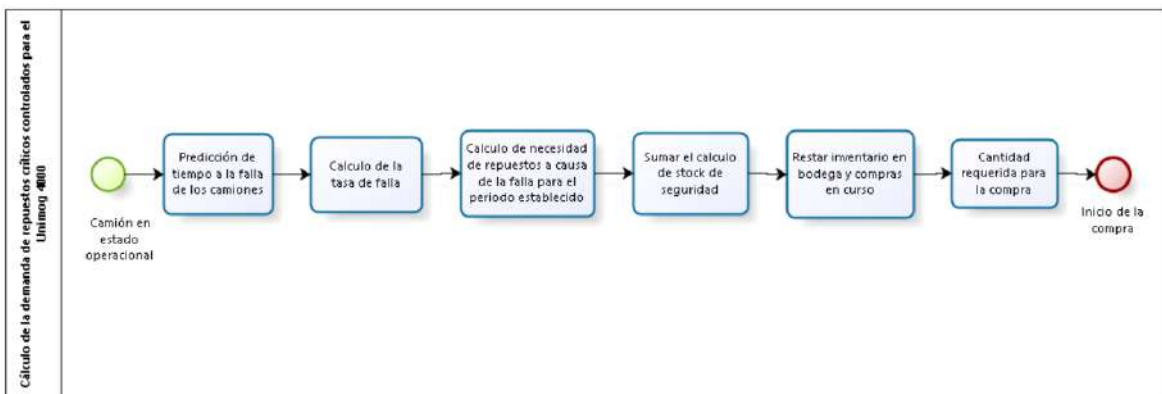 Cálculo de la demanda de repuestos críticos controlados para el
Unimog 4000
Camión en
estado
operacional
Predicción de
tiempo a la falla
de los camiones
Calculo de la
tasa de falla
Calculo de necesidad
de repuestos a causa
de la falla para el
periodo establecido
Sumar el calculo
de stock de
seguridad
Restar inventario en
bodega y compras
en curso
Cantidad
requerida para
la compra
Inicio de la
compra